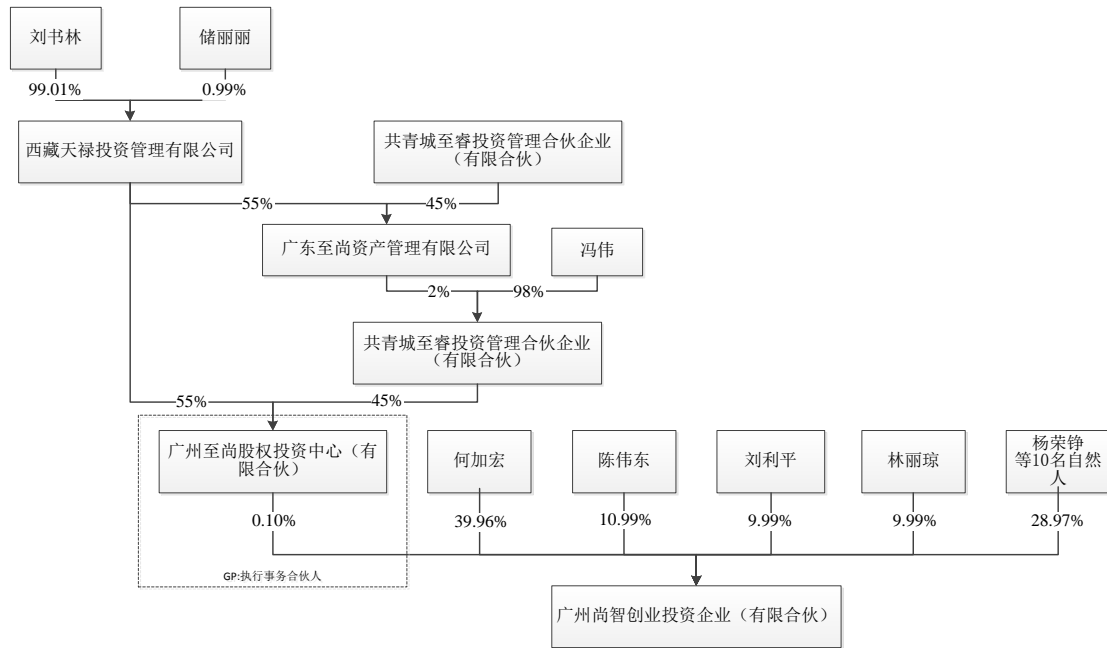 刘书林
储丽丽
99.01%
0.99%
西藏天禄投资管理有限公司
共青城至睿投资管理合伙企业
（有限合伙）
55%
45%
广东至尚资产管理有限公司
冯伟
2%
98%
共青城至睿投资管理合伙企业
（有限合伙）
55%
45%
广州至尚股权投资中心（有
限合伙）
何加宏
陈伟东
刘利平
林丽琼
杨荣铮
等10名自然
人
0.10%
39.96%
10.99%
9.99%
9.99%
28.97%
GP:执行事务合伙人
广州尚智创业投资企业（有限合伙）